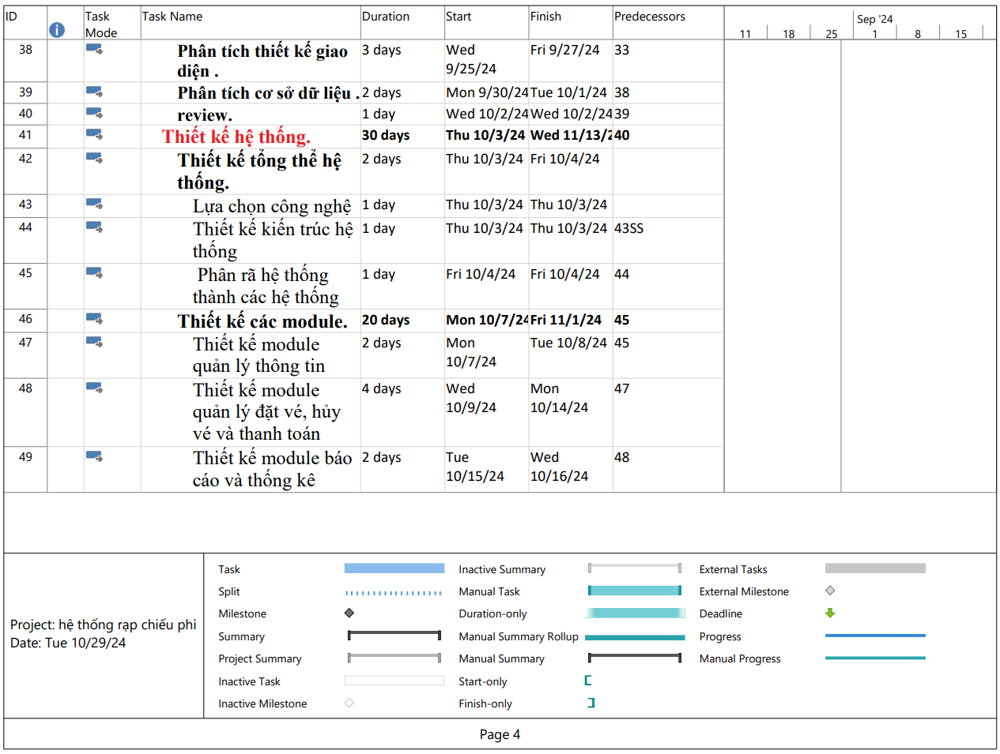 ID Task Mode Task Name Duration Start Finish Predecessors Sep '24
11 18 25 1 8 15
38 Phân tích thiết kế giao 3 days Wed Fri 9/27/24 33
diện . 9/25/24
39 Phân tích cơ sở dữ liệu . 2 days Mon 9/30/24 Tue 10/1/24 38
40 review. 1 day Wed 10/2/24 Wed 10/2/24 39
41 Thiết kế hệ thống. 30 days Thu 10/3/24 Wed 11/13/2 40
42 Thiết kế tổng thể hệ 2 days Thu 10/3/24 Fri 10/4/24
thống.
43 Lựa chọn công nghệ 1 day Thu 10/3/24 Thu 10/3/24
44 Thiết kế kiến trúc hệ 1 day Thu 10/3/24 Thu 10/3/24 43SS
thống
45 Phân rã hệ thống 1 day Fri 10/4/24 Fri 10/4/24 44
thành các hệ thống
46 Thiết kế các module. 20 days Mon 10/7/24 Fri 11/1/24 45
47 Thiết kế module 2 days Mon Tue 10/8/24 45
quản lý thông tin 10/7/24
48 Thiết kế module 4 days Wed Mon 47
quản lý đặt vé, hủy 10/9/24 10/14/24
vé và thanh toán
49 Thiết kế module báo 2 days Tue Wed 48
cáo và thống kê 10/15/24 10/16/24
Project: hệ thống rạp chiếu phi
Date: Tue 10/29/24
Task Inactive Summary External Tasks
Split Manual Task External Milestone
Milestone Duration-only Deadline
Summary Manual Summary Rollup Progress
Project Summary Manual Summary Manual Progress
Inactive Task Start-only
Inactive Milestone Finish-only
Page 4